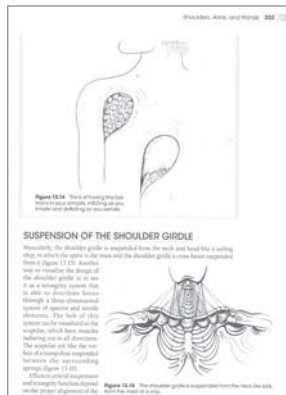 Shoulders, Arms, and Hands 203
Figure 13.14 Think of having tiny bal-
loons in your armpits, inflating as you
inhale and deflating as you exhale.
SUSPENSION OF THE SHOULDER GIRDLE
Muscularly, the shoulder girdle is suspended from the neck and head like a sailing
ship, in which the spine is the mast and the shoulder girdle a cross beam suspended
from it (figure 13.15). Another
way to visualize the design of
the shoulder girdle is to see
it as a tensegrity system that
is able to distribute forces
through a three-dimensional
system of spacers and tensile
elements. The hub of this
system can be visualized as the
scapulae, which have muscles
radiating out in all directions.
The scapulae are like the sur-
face of a trampoline suspended
between the surrounding
springs (figure 13.16).
Efficient central suspension
and tensegrity function depend
on the proper alignment of the
Figure 13.15 The shoulder girdle is suspended from the neck like sails
from the mast of a ship.